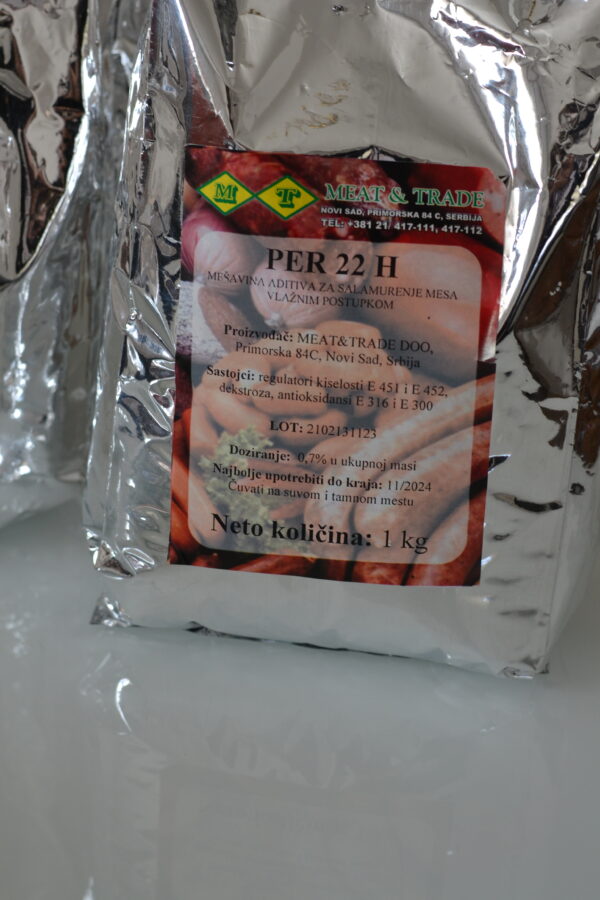 M T MEAT & TRADE
NOVI SAD, PRIMORSKA 84 C, SERBIJA
TEL: +381 21/ 417-111, 417-112
PER 22 H
MEŠAVINA ADITIVA ZA SALAMURENJE MESA
VLAŽNIM POSTUPKOM
Proizvođač: MEAT&TRADE DOO,
Primorska 84C, Novi Sad, Srbija
Sastojci: regulatori kiselosti E 451 i E 452,
dekstroza, antioksidansi E 316 i E 300
LOT: 2102131123
Doziranje: 0,7% u ukupnoj masi
Najbolje upotrebiti do kraja: 11/2024
Čuvati na suvom i tamnom mestu
Neto količina: 1 kg